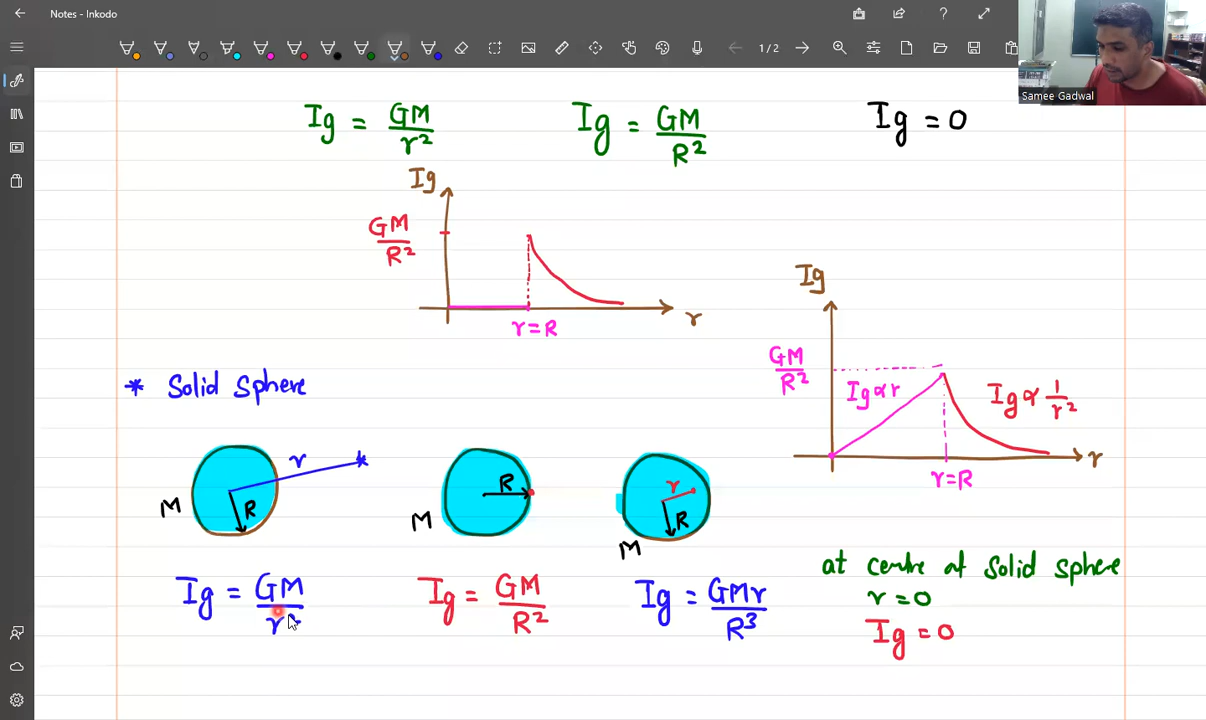 Notes - Inkodo
1/2
Samee Gadwal
Ig = GM/r² Ig = GM/R² Ig = 0
Ig
GM/R²
r = R
r
Ig
GM/R²
Ig ∝ r
Ig ∝ 1/r²
r = R
r
* Solid Sphere
M R r
M R
M R r
Ig = GM/r² Ig = GM/R² Ig = GMr/R³
at centre of Solid sphere
r = 0
Ig = 0